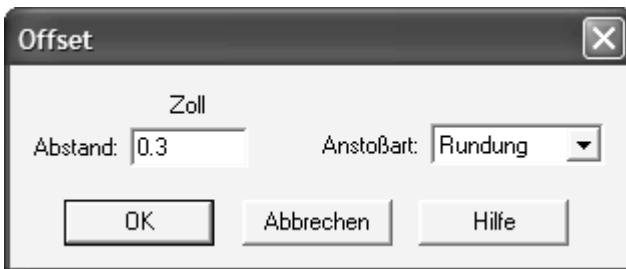 Offset
Zoll
Abstand: 0.3 Anstoßart: Rundung
OK Abbrechen Hilfe